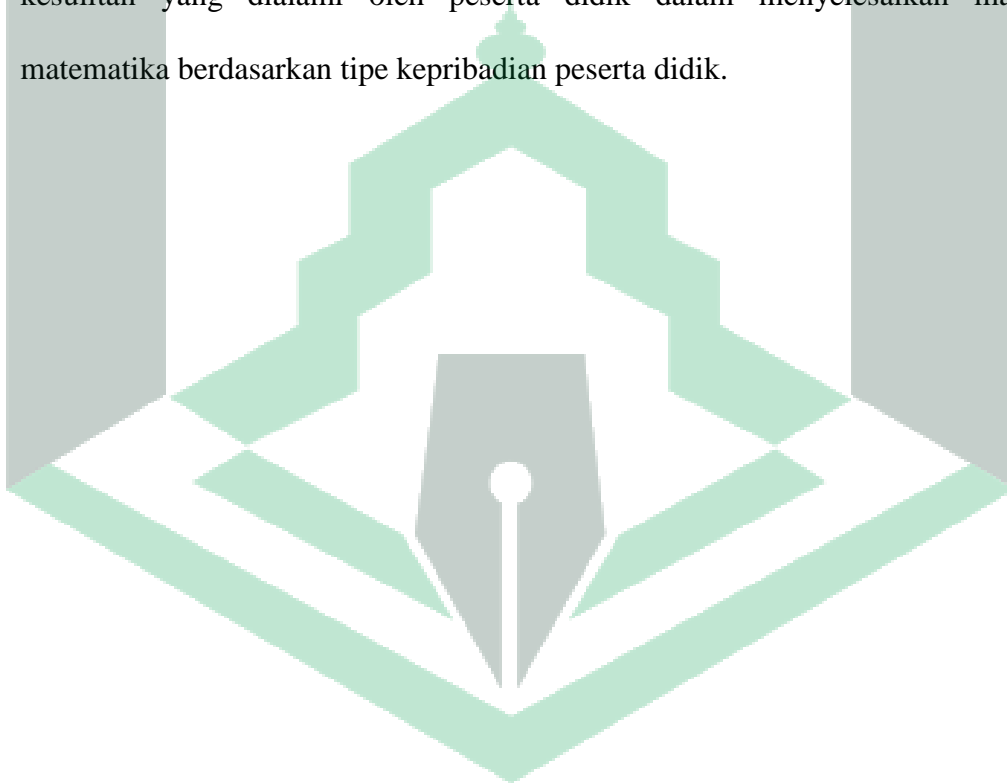 kesulitan yang dialami oleh peserta didik dalam menyelesaikan
matematika berdasarkan tipe kepribadian peserta didik.